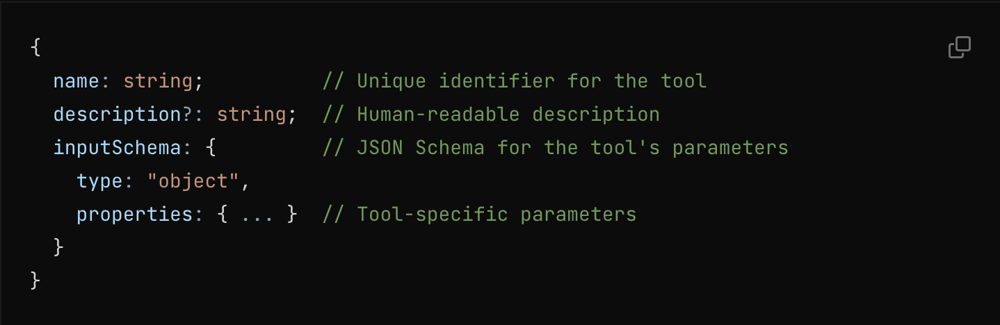 {
  name: string;          // Unique identifier for the tool
  description?: string;  // Human-readable description
  inputSchema: {         // JSON Schema for the tool's parameters
    type: "object",
    properties: { ... }  // Tool-specific parameters
  }
}